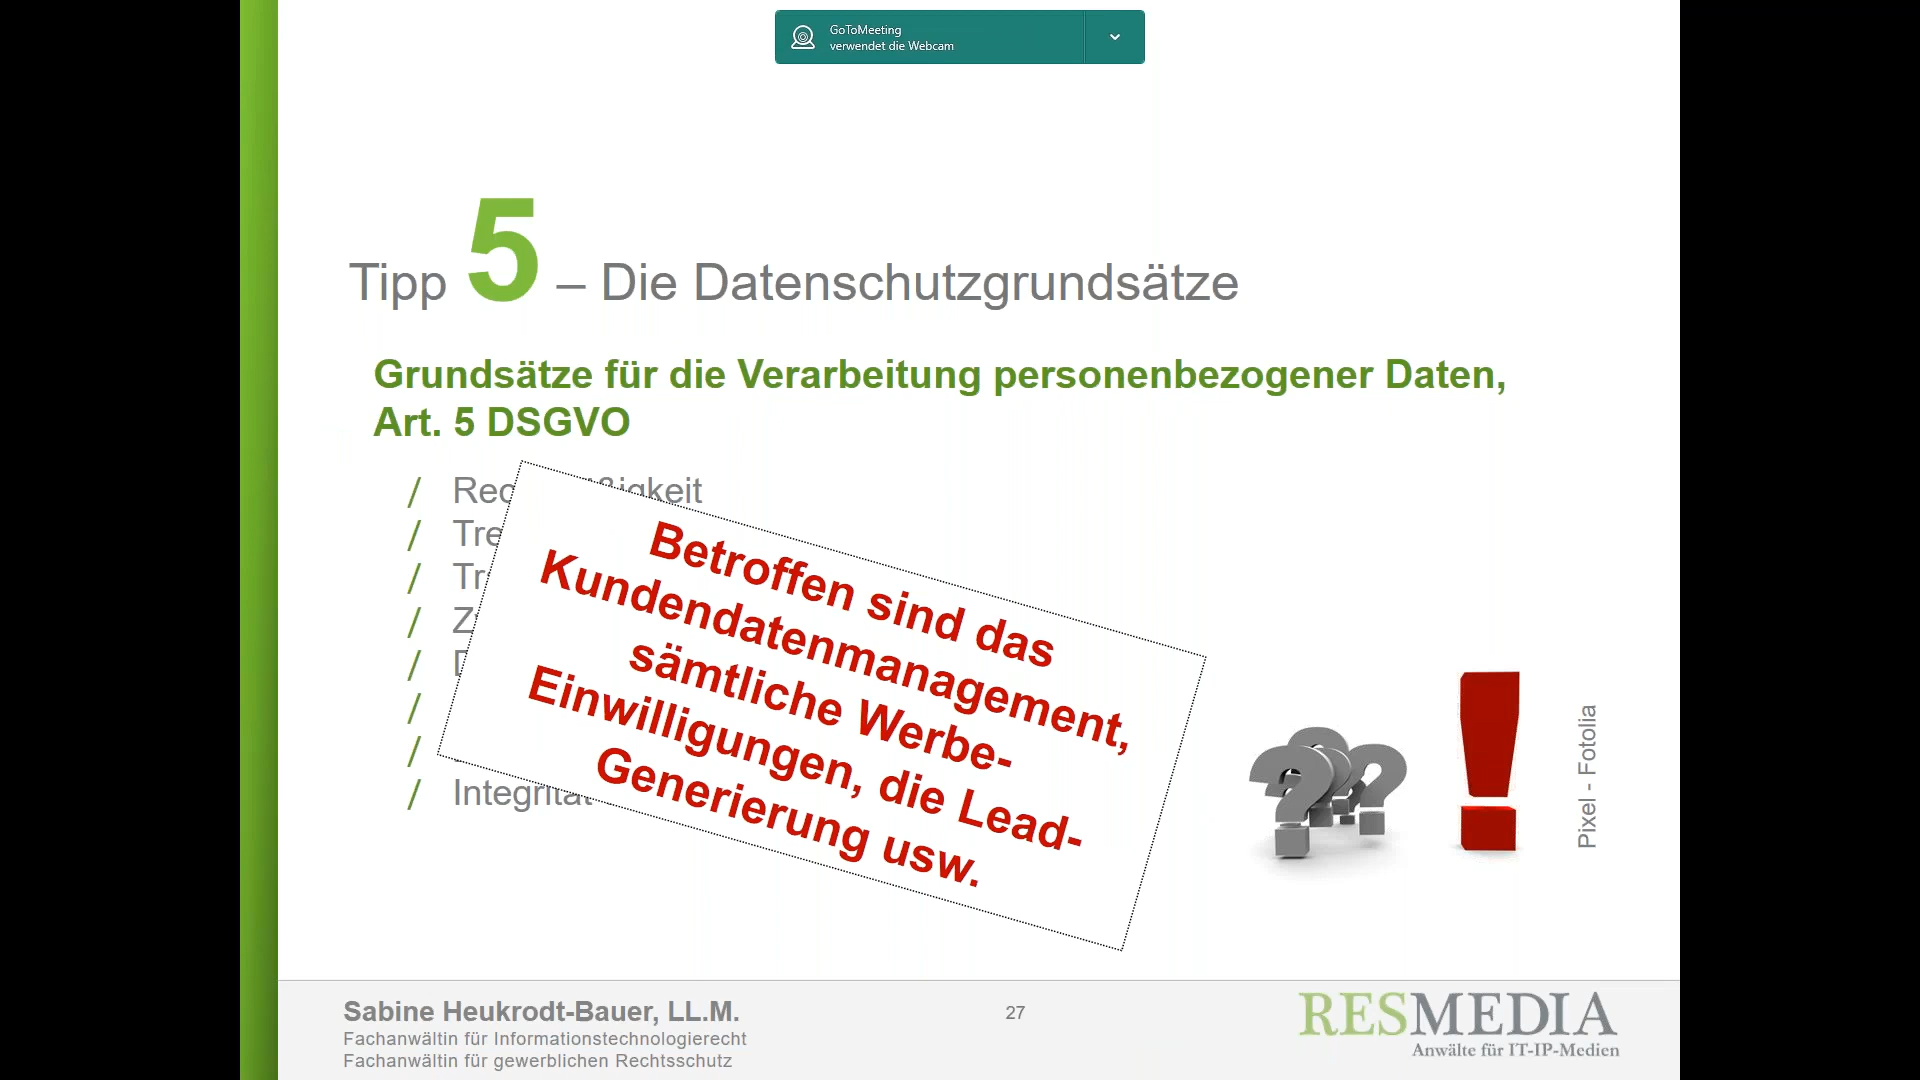 GoToMeeting
verwendet die Webcam
Tipp 5 – Die Datenschutzgrundsätze
Grundsätze für die Verarbeitung personenbezogener Daten,
Art. 5 DSGVO
/
/
/
/
/
/
/
/ Integrität
Betroffen sind das
Kundendatenmanagement,
sämtliche Werbe-
Einwilligungen, die Lead-
Generierung usw.
Pixel - Fotolia
Sabine Heukrodt-Bauer, LL.M.
Fachanwältin für Informationstechnologierecht
Fachanwältin für gewerblichen Rechtsschutz
27
RESMEDIA
Anwälte für IT-IP-Medien